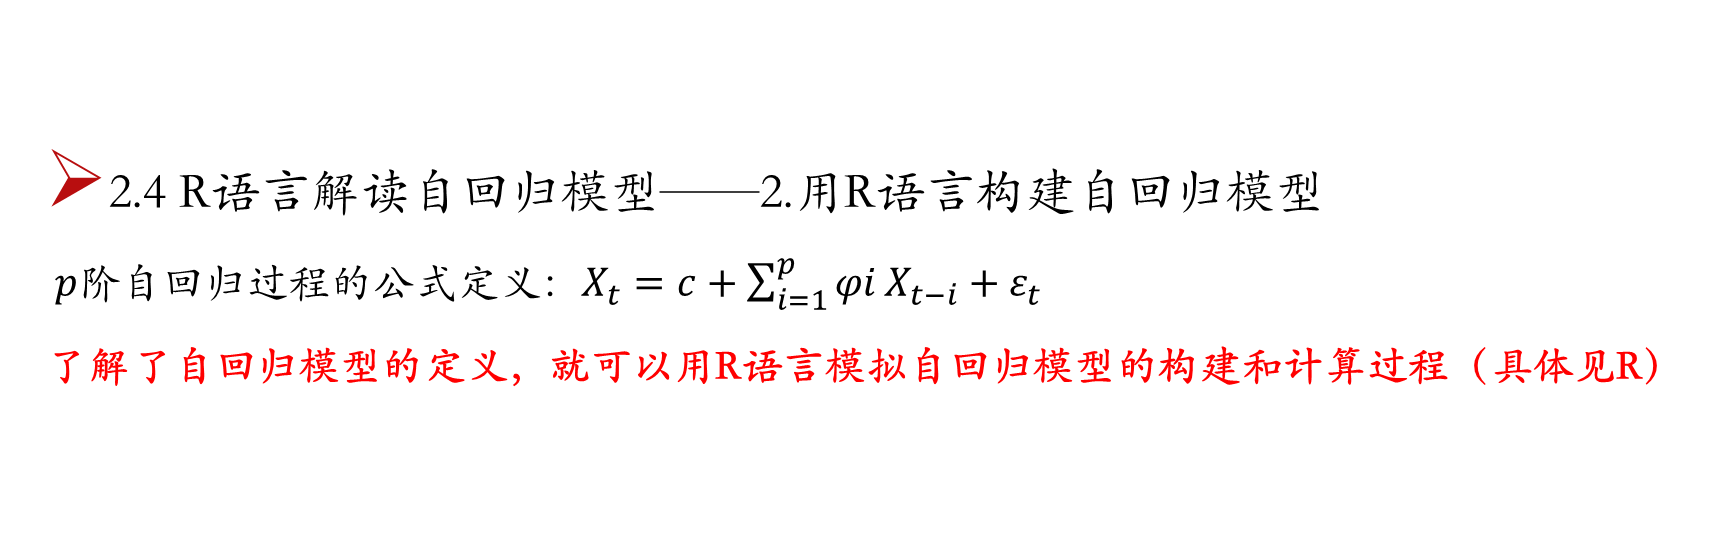 2.4 R语言解读自回归模型——2.用R语言构建自回归模型
p阶自回归过程的公式定义：X_t = c + ∑_{i=1}^{p} φi X_{t−i} + ε_t
了解了自回归模型的定义，就可以用R语言模拟自回归模型的构建和计算过程（具体见R）